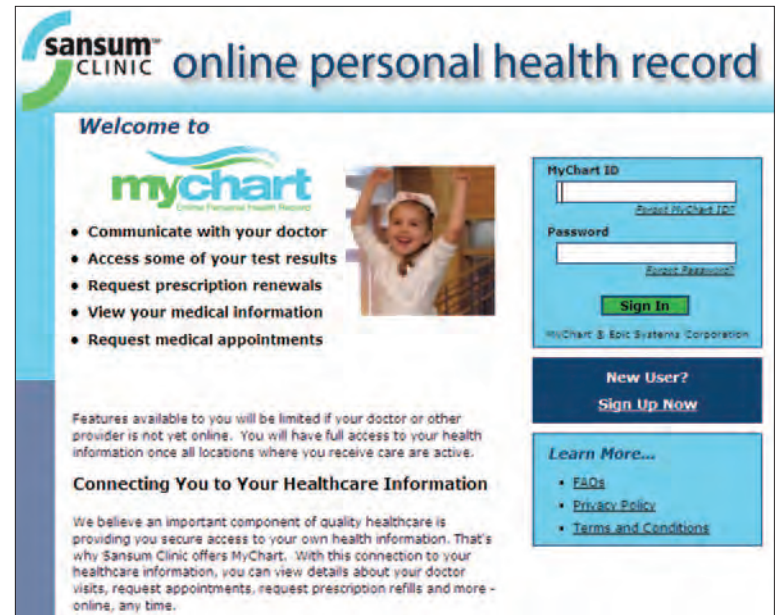 sansum™
CLINIC
online personal health record
Welcome to
mychart
Online Personal Health Record
• Communicate with your doctor
• Access some of your test results
• Request prescription renewals
• View your medical information
• Request medical appointments
Features available to you will be limited if your doctor or other
provider is not yet online. You will have full access to your health
information once all locations where you receive care are active.
Connecting You to Your Healthcare Information
We believe an important component of quality healthcare is
providing you secure access to your own health information. That's
why Sansum Clinic offers MyChart. With this connection to your
healthcare information, you can view details about your doctor
visits, request appointments, request prescription refills and more -
online, any time.
MyChart ID
Forgot MyChart ID?
Password
Forgot Password?
Sign In
MyChart & Epic Systems Corporation
New User?
Sign Up Now
Learn More...
• FAQs
• Privacy Policy
• Terms and Conditions